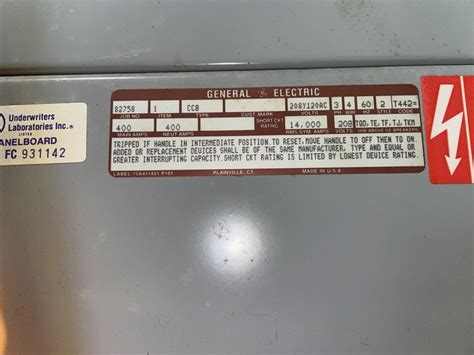 GENERAL GE ELECTRIC
82758 1 CCB 208Y120AC 3 4 60 2 T442=
JOB NO. ITEM TYPE CUST.MARK VOLTS PH W HZ STYLE CODE
400 400 SHORT CKT RATING 14,000 208 TQD,TE,TF,TJ,TKM
MAIN AMPS NEUT AMPS RMS SYM. AMPS VOLTS USE ABOVE GE BREAKERS
TRIPPED IF HANDLE IN INTERMEDIATE POSITION.TO RESET,MOVE HANDLE TO OFF THEN TO ON
ADDED OR REPLACEMENT DEVICES SHALL BE OF THE SAME MANUFACTURER, TYPE AND EQUAL OR
GREATER INTERRUPTING CAPACITY.SHORT CKT RATING IS LIMITED BY LOWEST DEVICE RATING.
PLAINVILLE, CT. MADE IN U.S.A
Underwriters
Laboratories Inc.®
LISTED
ANELBOARD
FC 931142